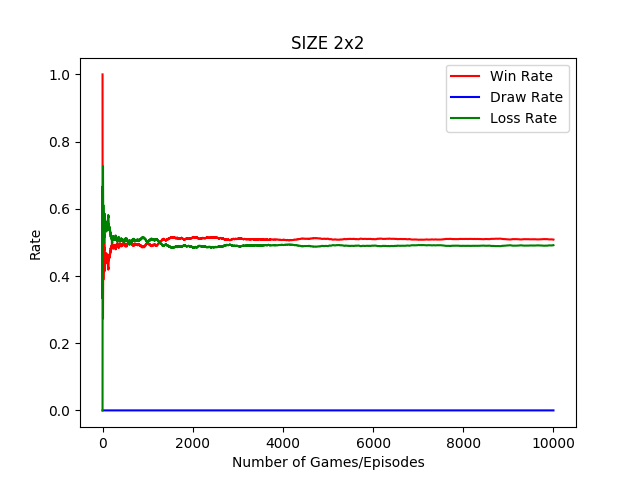 SIZE 2x2
1.0
0.8
0.6
0.4
0.2
0.0
Rate
Win Rate
Draw Rate
Loss Rate
0 2000 4000 6000 8000 10000
Number of Games/Episodes